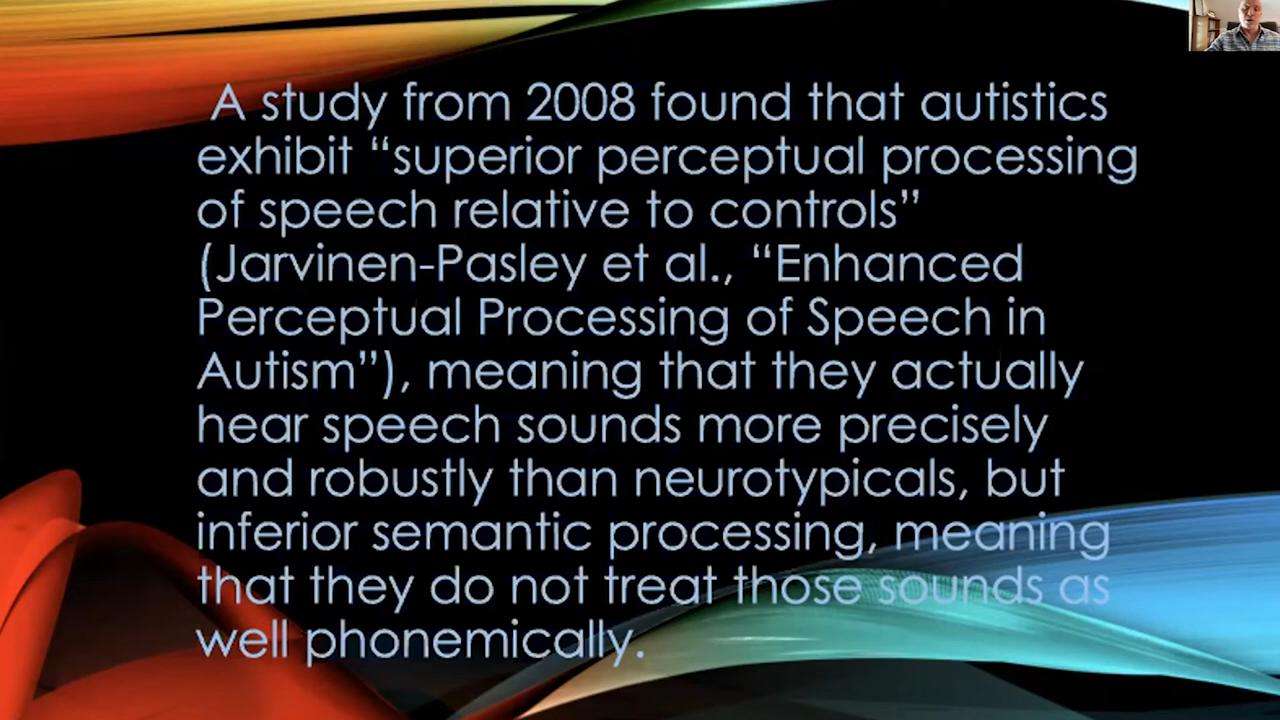 A study from 2008 found that autistics
exhibit “superior perceptual processing
of speech relative to controls”
(Jarvinen-Pasley et al., “Enhanced
Perceptual Processing of Speech in
Autism”), meaning that they actually
hear speech sounds more precisely
and robustly than neurotypicals, but
inferior semantic processing, meaning
that they do not treat those sounds as
well phonemically.